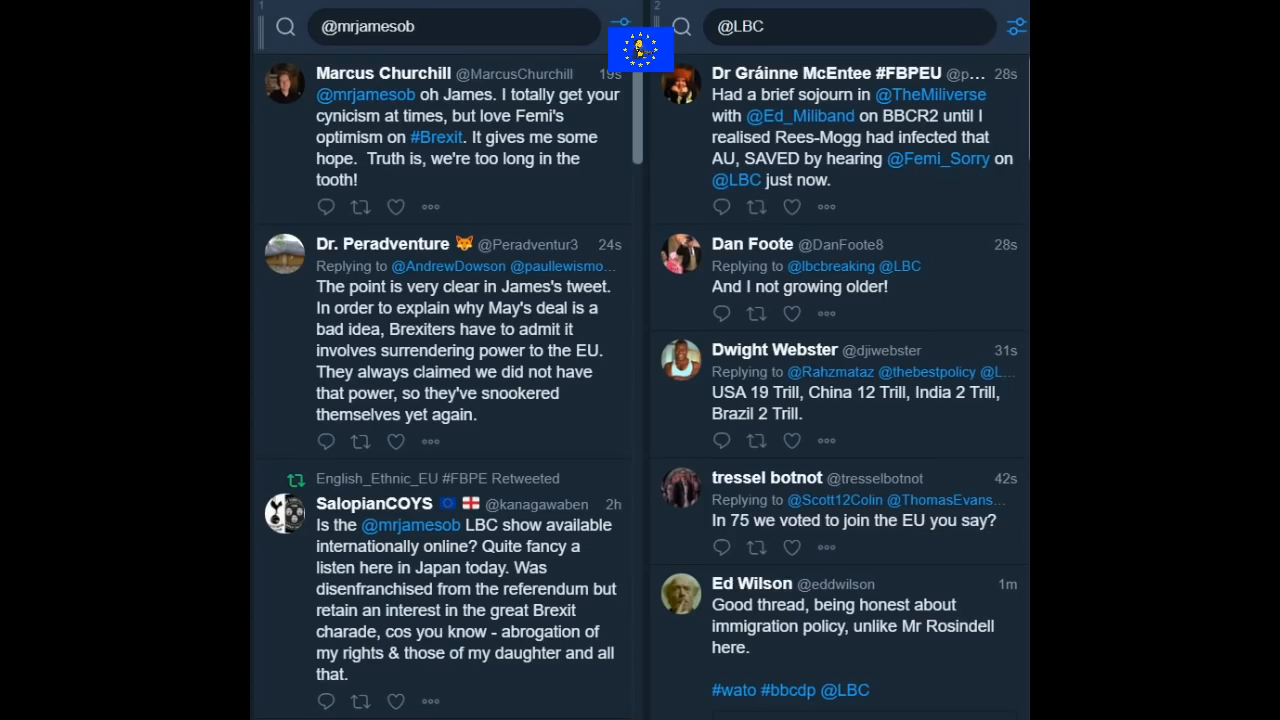 1
@mrjamesob
Marcus Churchill @MarcusChurchill 19s
@mrjamesob oh James. I totally get your
cynicism at times, but love Femi's
optimism on #Brexit. It gives me some
hope. Truth is, we're too long in the
tooth!
Dr. Peradventure 🦊 @Peradventur3 24s
Replying to @AndrewDowson @paullewismo...
The point is very clear in James's tweet.
In order to explain why May's deal is a
bad idea, Brexiters have to admit it
involves surrendering power to the EU.
They always claimed we did not have
that power, so they've snookered
themselves yet again.
English_Ethnic_EU #FBPE Retweeted
SalopianCOYS 🇪🇺 🏴󠁧󠁢󠁥󠁮󠁧󠁿 @kanagawaben 2h
Is the @mrjamesob LBC show available
internationally online? Quite fancy a
listen here in Japan today. Was
disenfranchised from the referendum but
retain an interest in the great Brexit
charade, cos you know - abrogation of
my rights & those of my daughter and all
that.
2
@LBC
Dr Gráinne McEntee #FBPEU @p... 28s
Had a brief sojourn in @TheMiliverse
with @Ed_Miliband on BBCR2 until I
realised Rees-Mogg had infected that
AU, SAVED by hearing @Femi_Sorry on
@LBC just now.
Dan Foote @DanFoote8 28s
Replying to @lbcbreaking @LBC
And I not growing older!
Dwight Webster @djiwebster 31s
Replying to @Rahzmataz @thebestpolicy @L...
USA 19 Trill, China 12 Trill, India 2 Trill,
Brazil 2 Trill.
tressel botnot @tresselbotnot 42s
Replying to @Scott12Colin @ThomasEvans...
In 75 we voted to join the EU you say?
Ed Wilson @eddwilson 1m
Good thread, being honest about
immigration policy, unlike Mr Rosindell
here.
#wato #bbcdp @LBC